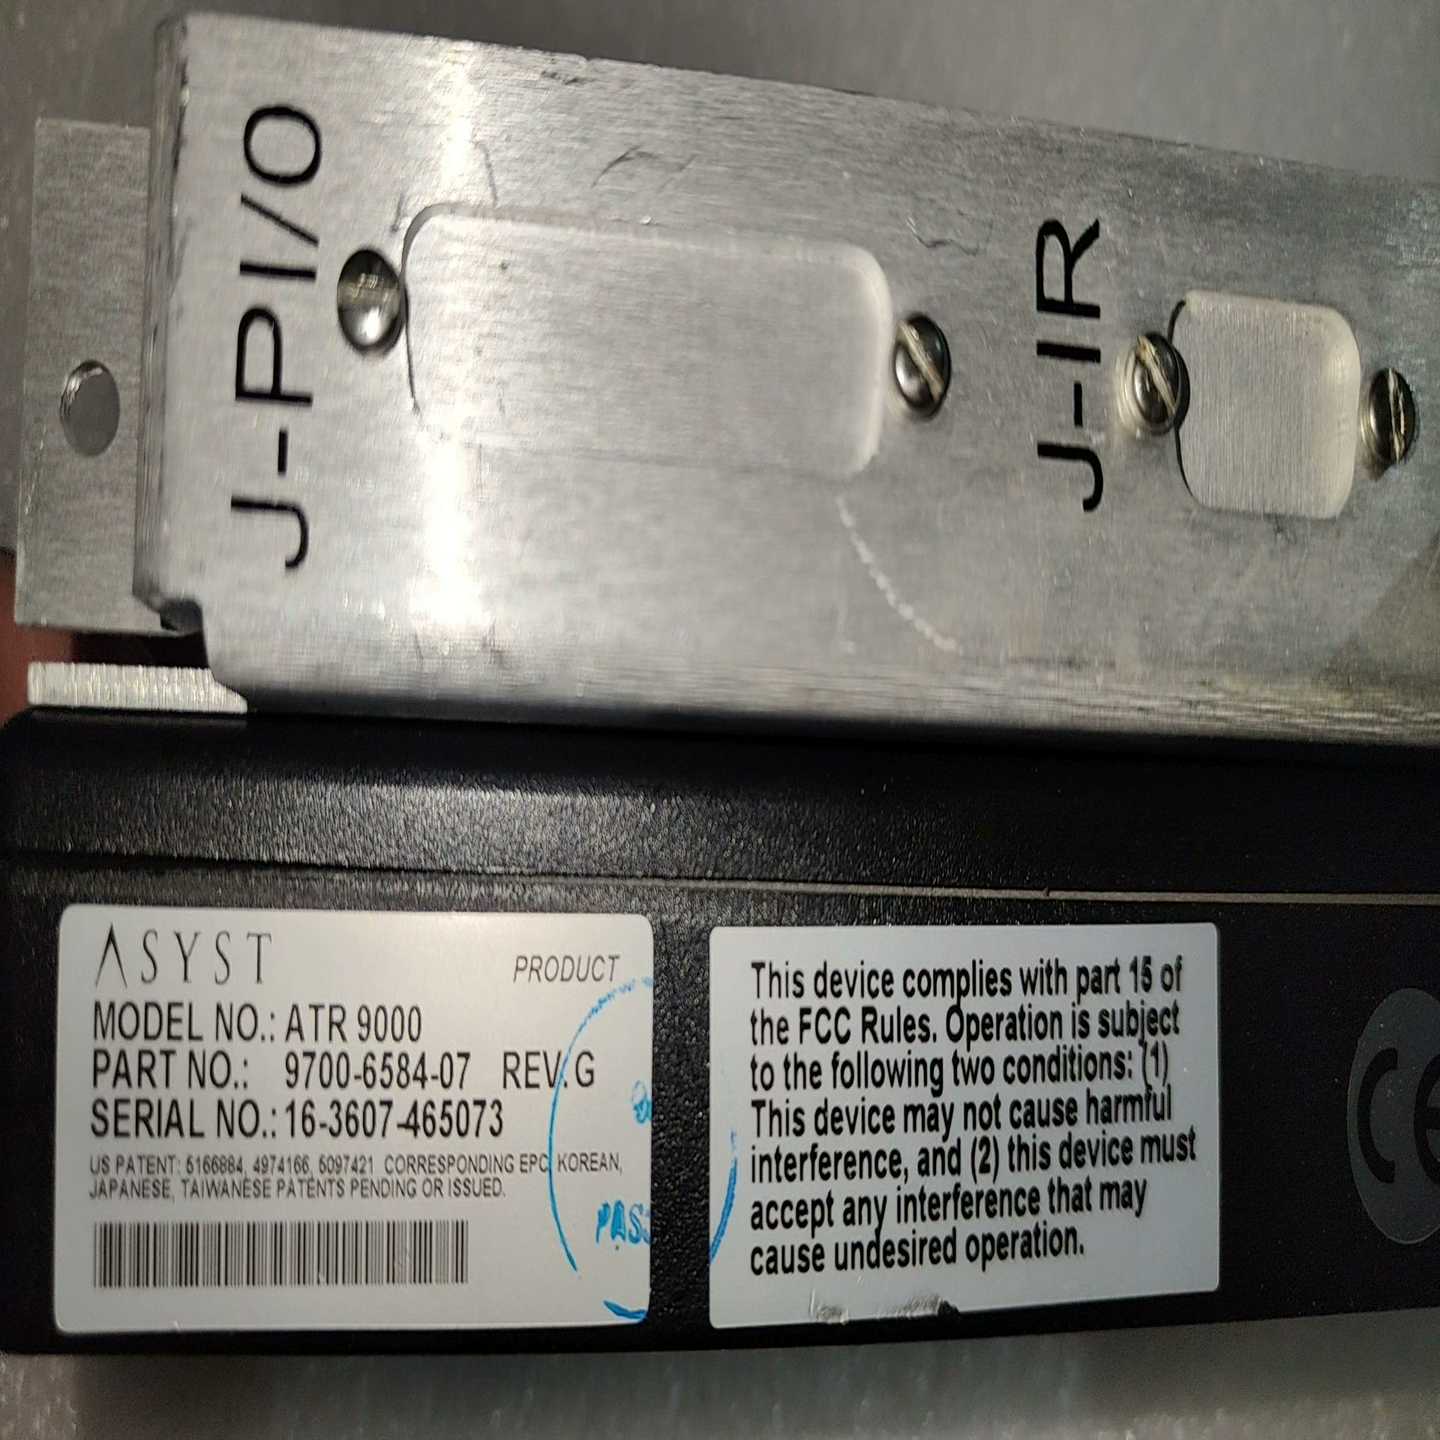 J-PI/O
J-IR
ASYST
PRODUCT
MODEL NO.: ATR 9000
PART NO.: 9700-6584-07 REV. G
SERIAL NO.: 16-3607-465073
US PATENT: 5166884, 4974166, 5097421 CORRESPONDING EPC, KOREAN,
JAPANESE, TAIWANESE PATENTS PENDING OR ISSUED.
PASS
This device complies with part 15 of
the FCC Rules. Operation is subject
to the following two conditions: (1)
This device may not cause harmful
interference, and (2) this device must
accept any interference that may
cause undesired operation.
CE